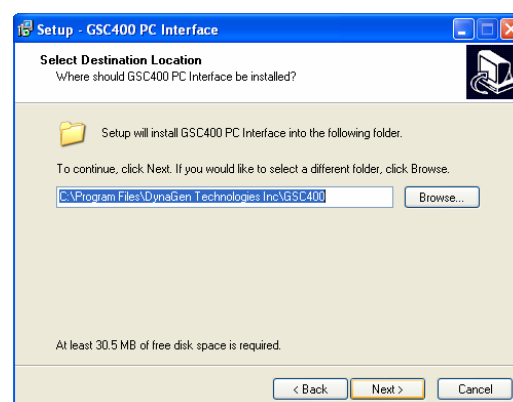 Setup - GSC400 PC Interface
Select Destination Location
Where should GSC400 PC Interface be installed?
Setup will install GSC400 PC Interface into the following folder.
To continue, click Next. If you would like to select a different folder, click Browse.
C:\Program Files\DynaGen Technologies Inc\GSC400
Browse...
At least 30.5 MB of free disk space is required.
< Back
Next >
Cancel